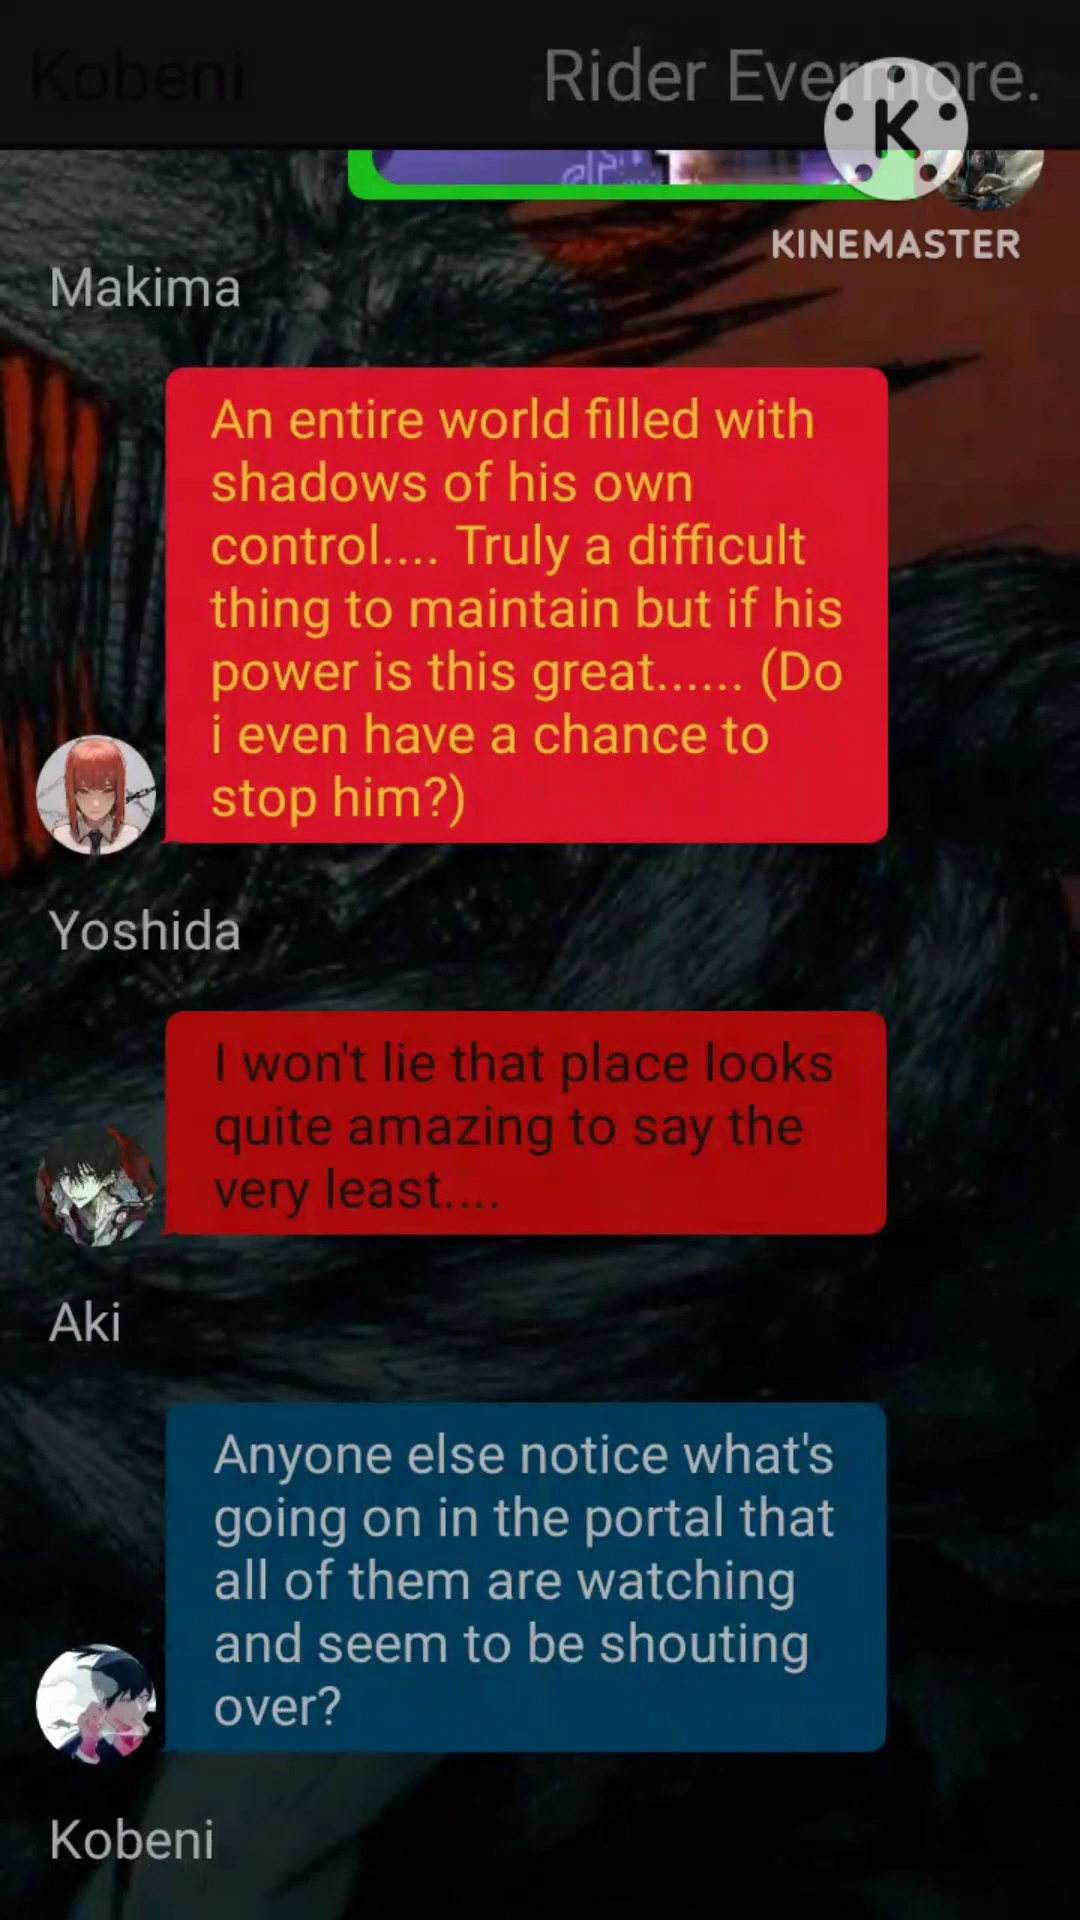 Kobeni
Rider Evermore.
K
KINEMASTER
Makima
An entire world filled with
shadows of his own
control.... Truly a difficult
thing to maintain but if his
power is this great...... (Do
i even have a chance to
stop him?)
Yoshida
I won't lie that place looks
quite amazing to say the
very least....
Aki
Anyone else notice what's
going on in the portal that
all of them are watching
and seem to be shouting
over?
Kobeni